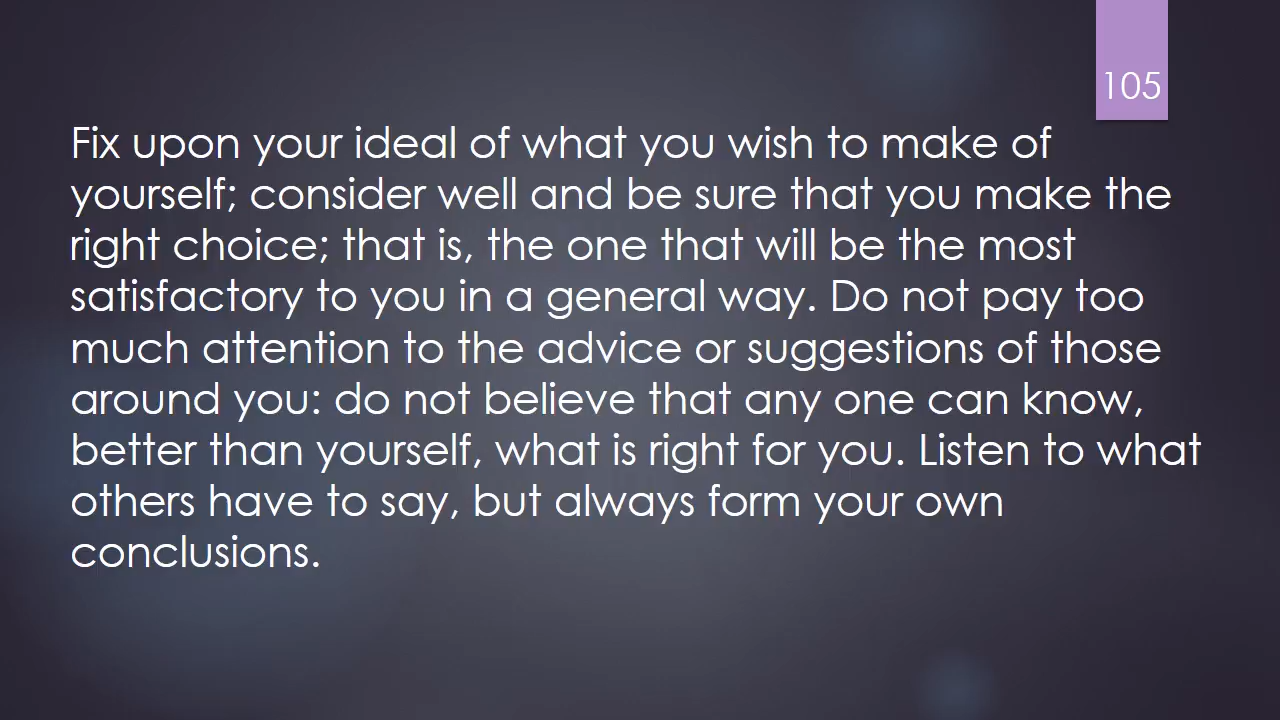 105
Fix upon your ideal of what you wish to make of
yourself; consider well and be sure that you make the
right choice; that is, the one that will be the most
satisfactory to you in a general way. Do not pay too
much attention to the advice or suggestions of those
around you: do not believe that any one can know,
better than yourself, what is right for you. Listen to what
others have to say, but always form your own
conclusions.